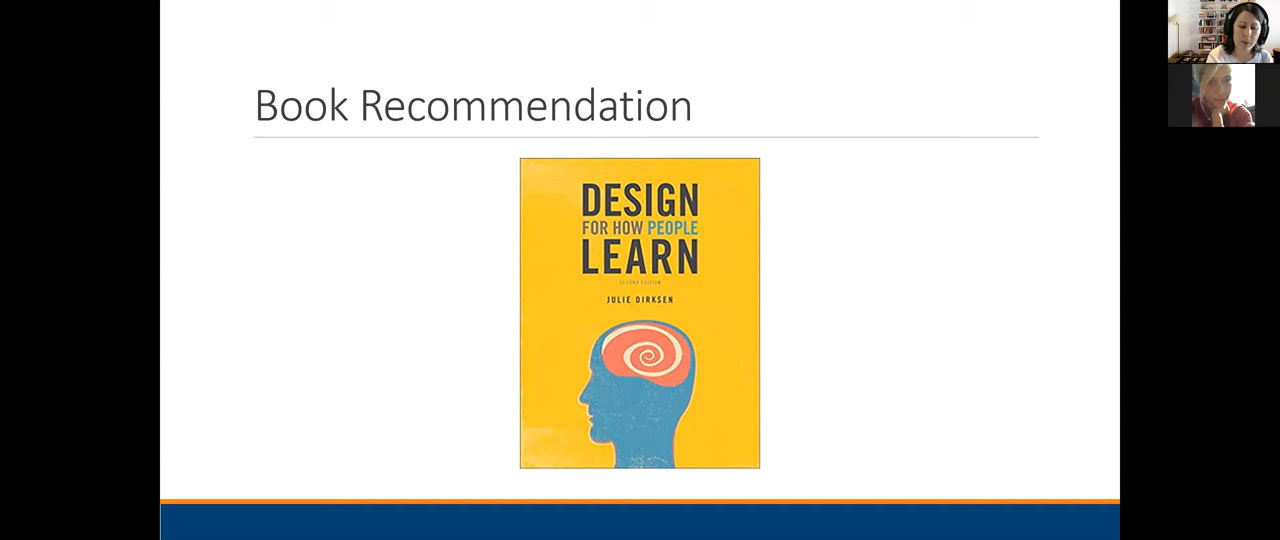 Book Recommendation
DESIGN
FOR HOW PEOPLE
LEARN
SECOND EDITION
JULIE DIRKSEN